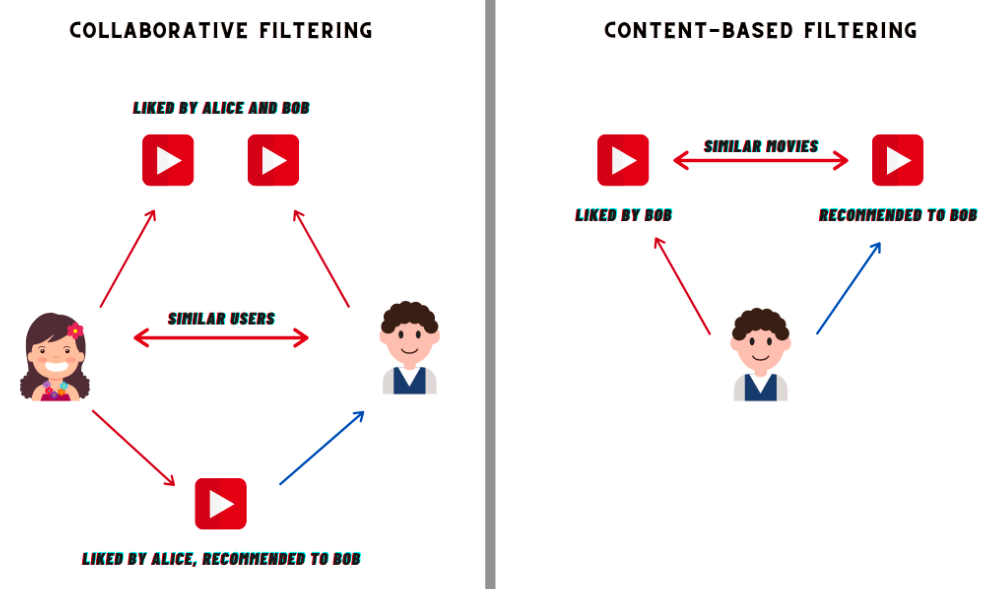 COLLABORATIVE FILTERING
LIKED BY ALICE AND BOB
SIMILAR USERS
LIKED BY ALICE, RECOMMENDED TO BOB
CONTENT-BASED FILTERING
SIMILAR MOVIES
LIKED BY BOB
RECOMMENDED TO BOB